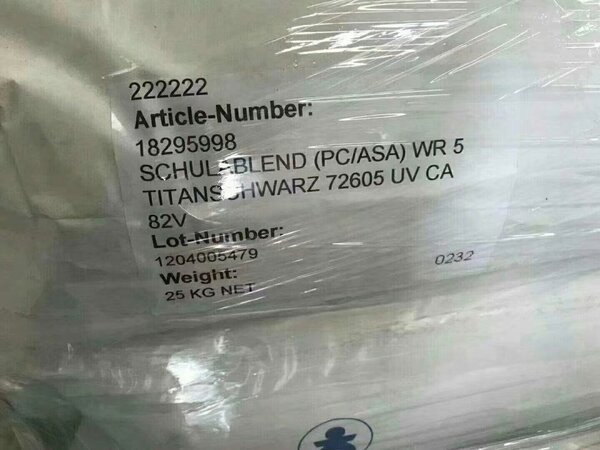 222222
Article-Number:
18295998
SCHULABLEND (PC/ASA) WR 5
TITANSCHWARZ 72605 UV CA
82V
Lot-Number:
1204005479
Weight:
25 KG NET
0232